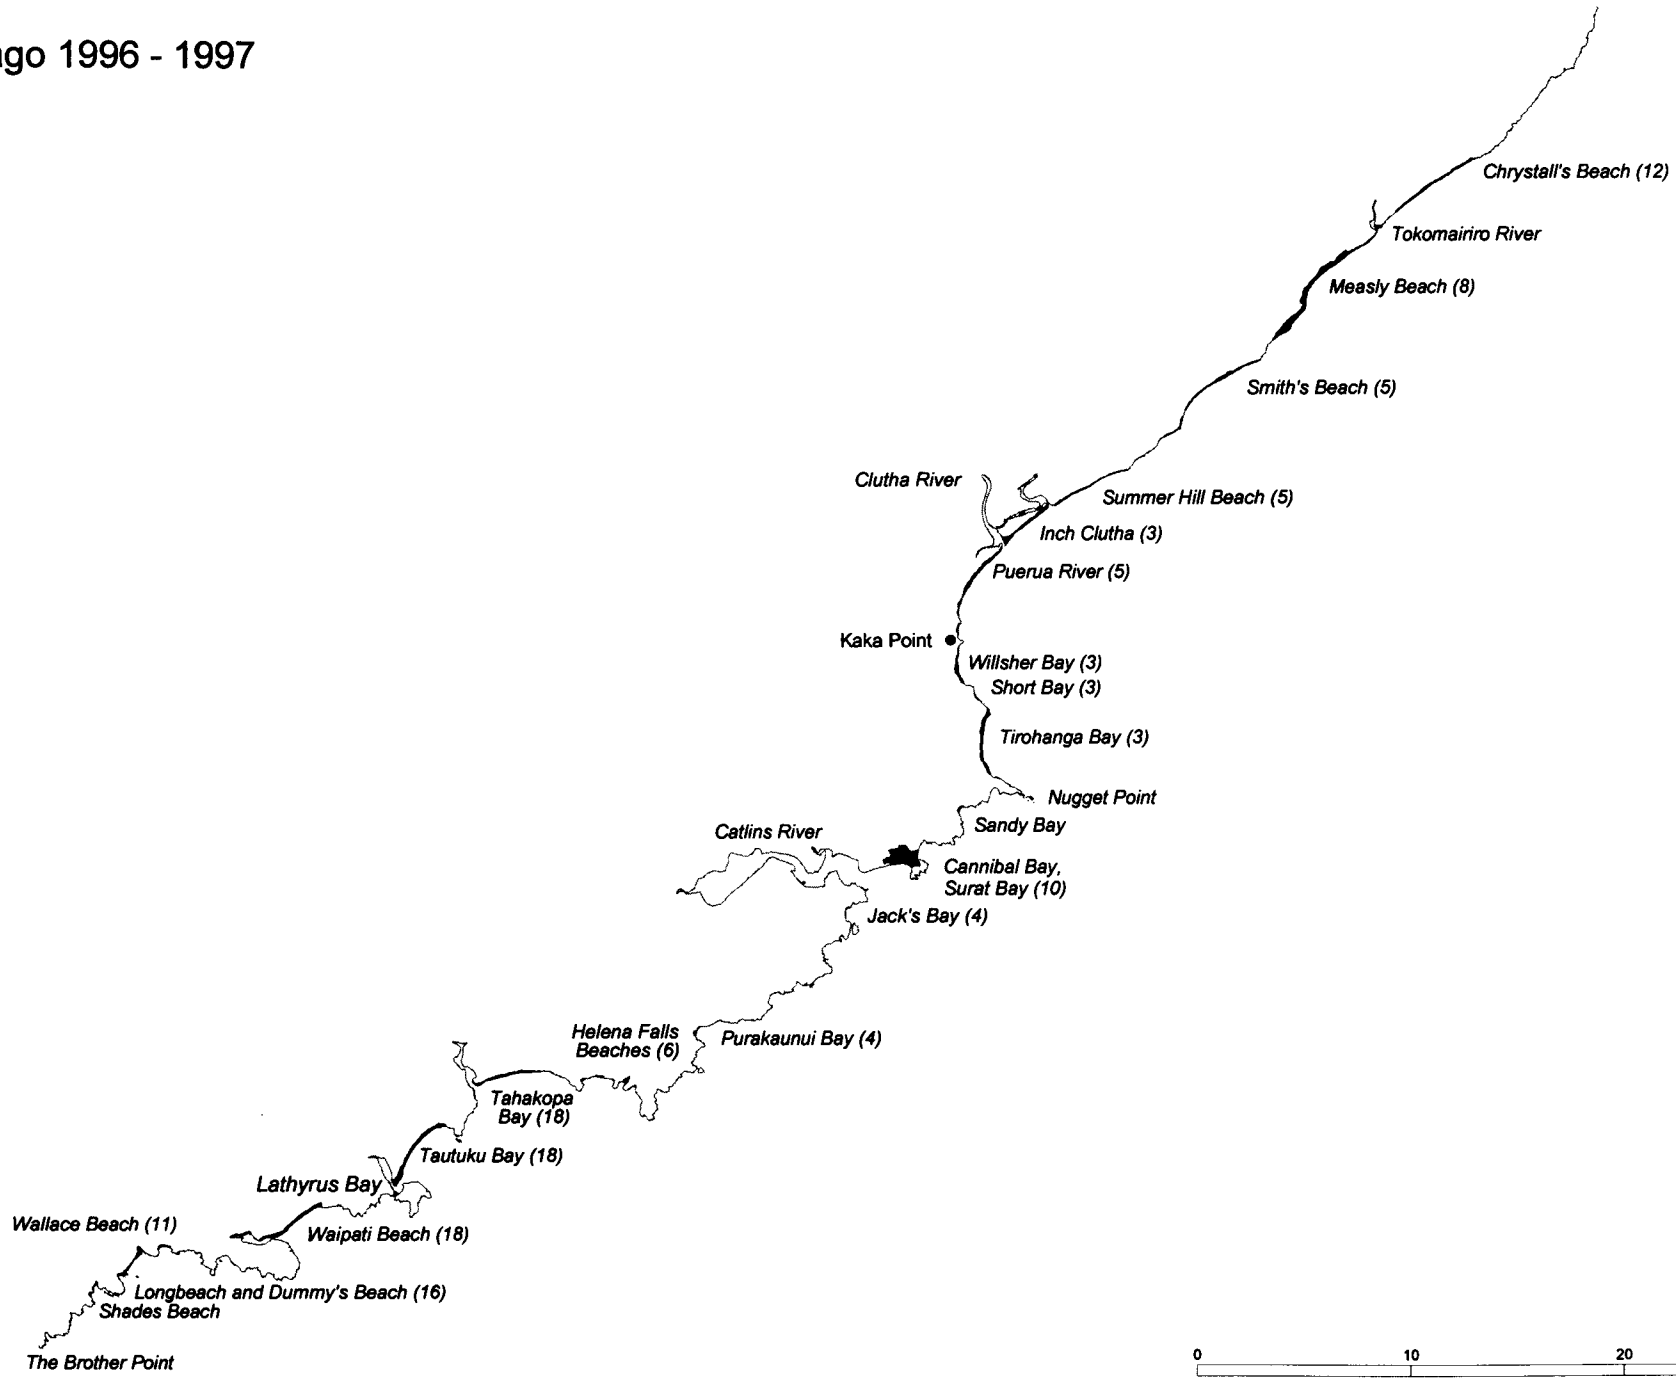 ago 1996 - 1997
Chrystall's Beach (12)
Tokomairiro River
Measly Beach (8)
Smith's Beach (5)
Clutha River
Summer Hill Beach (5)
Inch Clutha (3)
Puerua River (5)
Kaka Point
Willsher Bay (3)
Short Bay (3)
Tirohanga Bay (3)
Nugget Point
Sandy Bay
Catlins River
Cannibal Bay,
Surat Bay (10)
Jack's Bay (4)
Helena Falls
Beaches (6)
Purakaunui Bay (4)
Tahakopa
Bay (18)
Tautuku Bay (18)
Lathyrus Bay
Wallace Beach (11)
Waipati Beach (18)
Longbeach and Dummy's Beach (16)
Shades Beach
The Brother Point
0 10 20